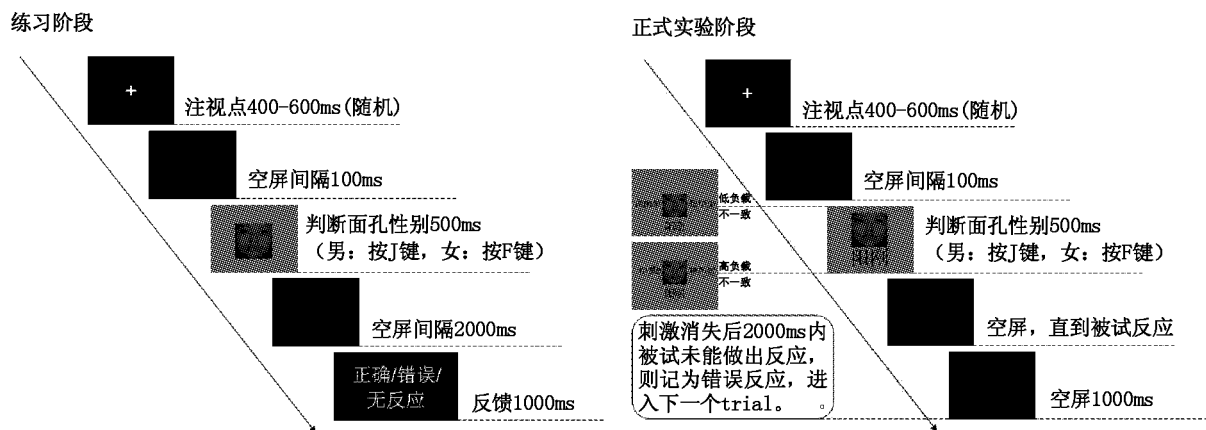 练习阶段
注视点400-600ms(随机)
空屏间隔100ms
判断面孔性别500ms
（男：按J键，女：按F键）
空屏间隔2000ms
正确/错误/
无反应
反馈1000ms
正式实验阶段
注视点400-600ms(随机)
空屏间隔100ms
低负载
不一致
高负载
不一致
判断面孔性别500ms
（男：按J键，女：按F键）
空屏，直到被试反应
刺激消失后2000ms内
被试未能做出反应，
则记为错误反应，进
入下一个trial。
空屏1000ms